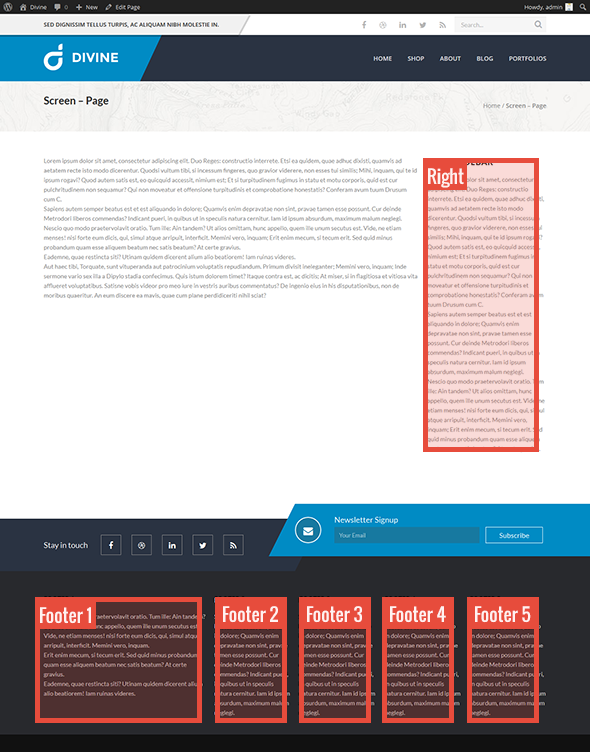 Divine 0 New Edit Page Howdy, admin
SED DIGNISSIM TELLUS TURPIS, AC ALIQUAM NIBH MOLESTIE IN. Search...
DIVINE HOME SHOP ABOUT BLOG PORTFOLIOS
Screen – Page
Home / Screen – Page
Lorem ipsum dolor sit amet, consectetur adipiscing elit. Duo Reges: constructio interrete. Etsi ea quidem, quae adhuc dixisti, quamvis ad
aetatem recte isto modo dicerentur. Quodsi vultum tibi, si incessum fingeres, quo gravior viderere, non esses tui similis; Mihi, inquam, qui te id
ipsum rogavi? Quod autem satis est, eo quicquid accessit, nimium est; Et si turpitudinem fugimus in statu et motu corporis, quid est cur
pulchritudinem non sequamur? Qui non moveatur et offensione turpitudinis et comprobatione honestatis? Conferam avum tuum Drusum
cum C.
Sapiens autem semper beatus est et est aliquando in dolore; Quamvis enim depravatae non sint, pravae tamen esse possunt. Cur deinde
Metrodori liberos commendas? Indicant pueri, in quibus ut in speculis natura cernitur. Lam id ipsum absurdum, maximum malum neglegi.
Nescio quo modo praetervolavit oratio. Tum ille: Ain tandem? Ut alios omittam, hunc appello, quem ille unum secutus est. Vide, ne etiam
menses! nisi forte eum dicis, qui, simul atque arripuit, interficit. Memini vero, inquam; Erit enim mecum, si tecum erit. Sed quid minus
probandum quam esse aliquem beatum nec satis beatum? At certe gravius.
Eademne, quae restincta siti? Utinam quidem dicerent alium alio beatiorem! Iam ruinas videres.
Aut haec tibi, Torquate, sunt vituperanda aut patrocinium voluptatis repudiandum. Primum divisit ineleganter; Memini vero, inquam; Inde
sermone vario sex illa a Dipylo stadia confecimus. Quis istum dolorem timet? Itaque contra est, ac dicitis; At miser, si in flagitiosa et vitiosa vita
afflueret voluptatibus. Satisne vobis videor pro meo iure in vestris auribus commentatus? De ingenio eius in his disputationibus, non de
moribus quaeritur. An eum discere ea mavis, quae cum plane perdidiceriti nihil sciat?
Right
amet, consectetur
Duo Reges:
interrete. Etsi ea
adhuc dixisti,
quamvis ad aetatem recte isto modo
dicerentur. Quodsi vultum tibi, si incessum
fingeres, quo gravior viderere, non esses tui
similis; Mihi, inquam, qui te id ipsum rogavi?
Quod autem satis est, eo quicquid accessit,
nimium est; Et si turpitudinem fugimus in
statu et motu corporis, quid est cur
pulchritudinem non sequamur? Qui non
moveatur et offensione turpitudinis et
comprobatione honestatis? Conferam avum
tuum Drusum cum C.
Sapiens autem semper beatus est et est
aliquando in dolore; Quamvis enim
depravatae non sint, pravae tamen esse
possunt. Cur deinde Metrodori liberos
commendas? Indicant pueri, in quibus ut in
speculis natura cernitur. Lam id ipsum
absurdum, maximum malum neglegi.
Nescio quo modo praetervolavit oratio. Tum
ille: Ain tandem? Ut alios omittam, hunc
appello, quem ille unum secutus est. Vide, ne
etiam menses! nisi forte eum dicis, qui, simul
atque arripuit, interficit. Memini vero,
inquam; Erit enim mecum, si tecum erit. Sed
quid minus probandum quam esse aliquem
Stay in touch
Newsletter Signup
Your Email Subscribe
Footer 1
praetervolavit oratio. Tum ille: Ain tandem?
appello, quem ille unum secutus est.
Vide, ne etiam menses! nisi forte eum dicis, qui, simul atque
arripuit, interficit. Memini vero, inquam.
Erit enim mecum, si tecum erit. Sed quid minus probandum
quam esse aliquem beatum nec satis beatum? At certe
gravius.
Eademne, quae restincta siti? Utinam quidem dicerent alium
alio beatiorem! Iam ruinas videres.
Footer 2
in dolore; Quamvis enim
depravatae non sint, pravae
tamen esse possunt. Cur
deinde Metrodori liberos
commendas? Indicant pueri, in
quibus ut in speculis
natura cernitur. Iam id ipsum
absurdum, maximum malum
neglegi.
Footer 3
in dolore; Quamvis enim
depravatae non sint, pravae
tamen esse possunt. Cur
deinde Metrodori liberos
commendas? Indicant pueri, in
quibus ut in speculis
natura cernitur. Iam id ipsum
absurdum, maximum malum
neglegi.
Footer 4
in dolore; Quamvis enim
depravatae non sint, pravae
tamen esse possunt. Cur
deinde Metrodori liberos
commendas? Indicant pueri, in
quibus ut in speculis
natura cernitur. Iam id ipsum
absurdum, maximum malum
neglegi.
Footer 5
in dolore; Quamvis enim
depravatae non sint, pravae
tamen esse possunt. Cur
deinde Metrodori liberos
commendas? Indicant pueri, in
quibus ut in speculis
natura cernitur. Iam id ipsum
absurdum, maximum malum
neglegi.